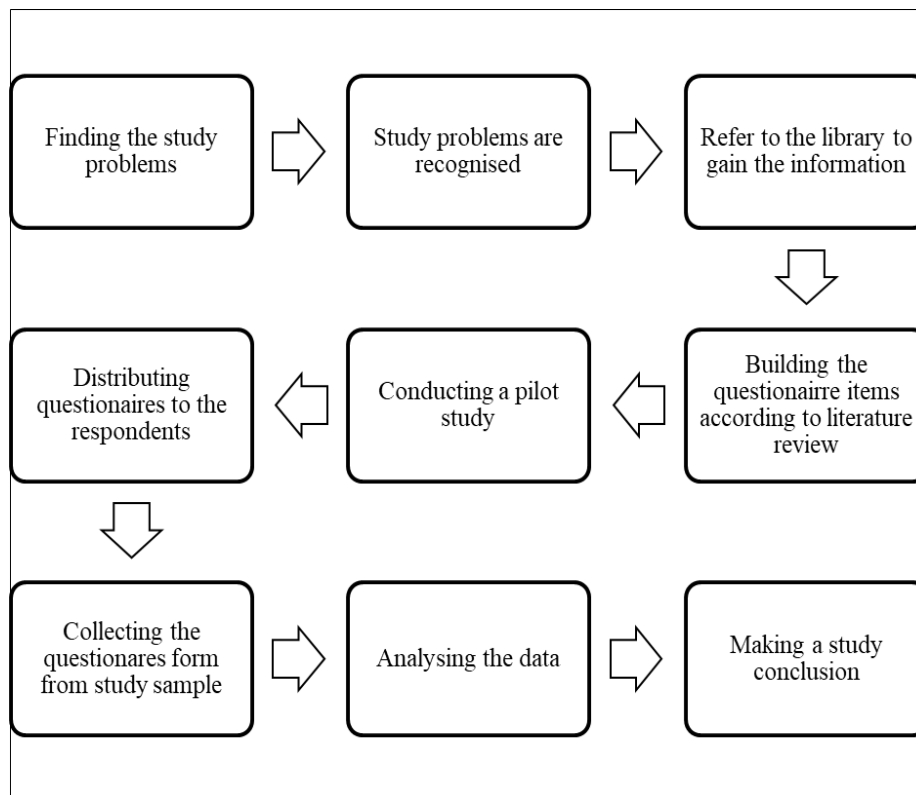 Finding the study
problems
Study problems are
recognised
Refer to the library to
gain the information
Building the
questionairre items
according to literature
review
Conducting a pilot
study
Distributing
questionaires to the
respondents
Collecting the
questionares form
from study sample
Analysing the data
Making a study
conclusion